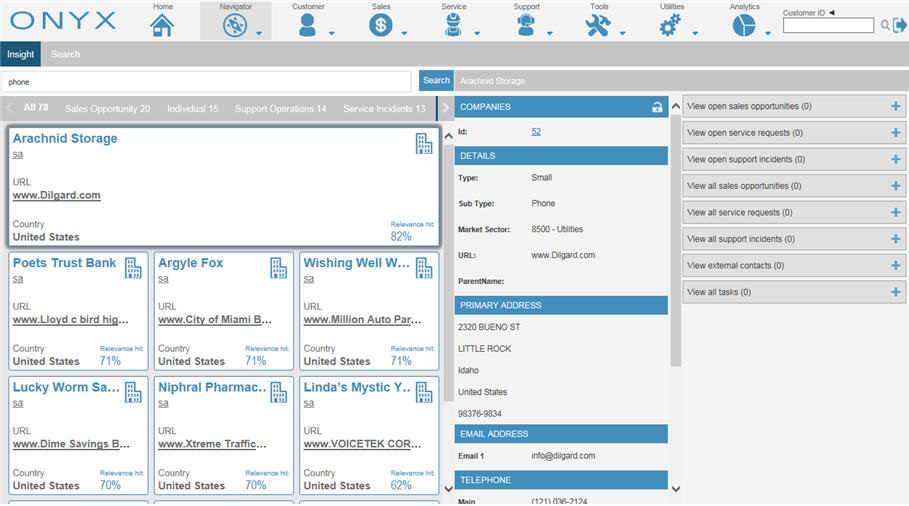 ONYX
Home
Navigator
Customer
Sales
Service
Support
Tools
Utilities
Analytics
Customer ID
Insight
Search
phone
Search
Arachnid Storage
All 78
Sales Opportunity 20
Individual 15
Support Operations 14
Service Incidents 13
Arachnid Storage
sa
URL
www.Dilgard.com
Country
United States
Relevance hit:
82%
Poets Trust Bank
sa
URL
www.Lloyd c bird hig...
Country
United States
Relevance hit:
71%
Argyle Fox
sa
URL
www.City of Miami B...
Country
United States
Relevance hit:
71%
Wishing Well W...
sa
URL
www.Million Auto Par...
Country
United States
Relevance hit:
71%
Lucky Worm Sa...
sa
URL
www.Dime Savings B...
Country
United States
Relevance hit:
70%
Niphral Pharmac...
sa
URL
www.Xtreme Traffic...
Country
United States
Relevance hit:
70%
Linda's Mystic Y...
sa
URL
www.VOICETEK COR...
Country
United States
Relevance hit:
62%
COMPANIES
Id: 52
DETAILS
Type: Small
Sub Type: Phone
Market Sector: 8500 - Utilities
URL: www.Dilgard.com
ParentName:
PRIMARY ADDRESS
2320 BUENO ST
LITTLE ROCK
Idaho
United States
98376-9834
EMAIL ADDRESS
Email 1 info@dilgard.com
TELEPHONE
Main (121) 036-2124
View open sales opportunities (0)
View open service requests (0)
View open support incidents (0)
View all sales opportunities (0)
View all service requests (0)
View all support incidents (0)
View external contacts (0)
View all tasks (0)